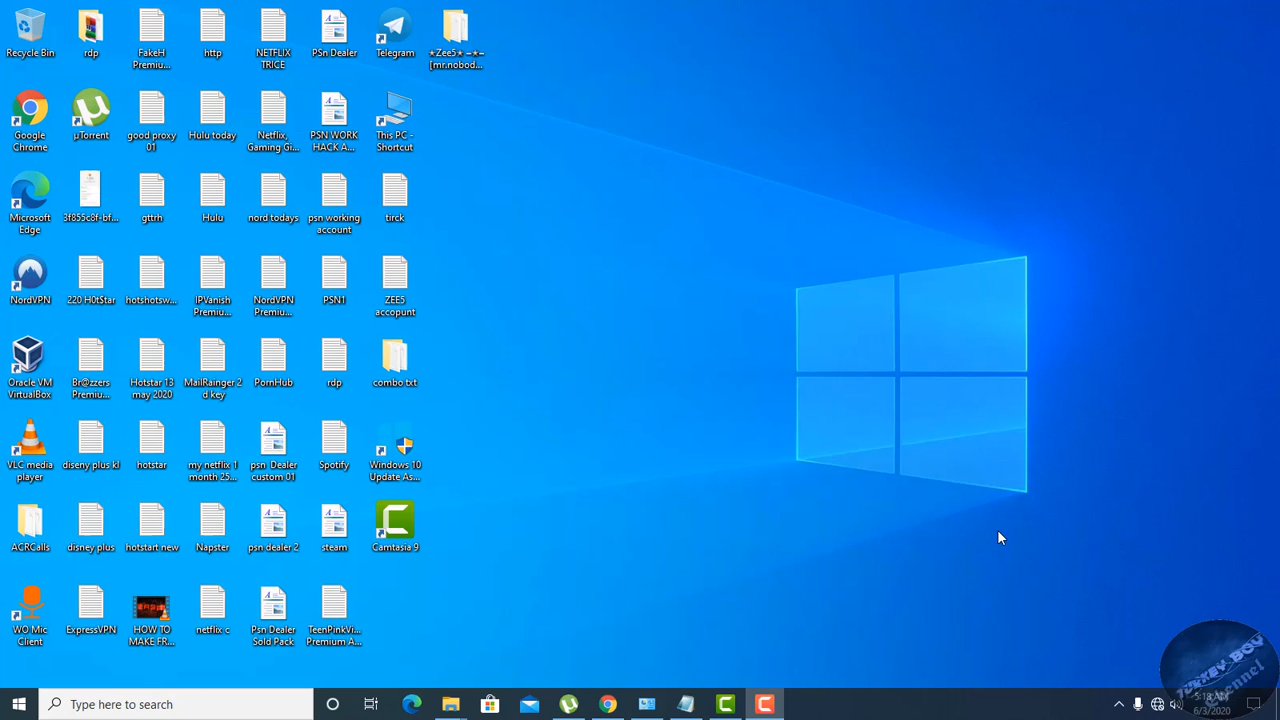 Recycle Bin
rdp
FakeH
Premiu...
http
NETFLIX
TRICE
PSn Dealer
Telegram
★Zee5★ –★–
[mr.nobod...
Google
Chrome
µTorrent
good proxy
01
Hulu today
Netflix,
Gaming Gi...
PSN WORK
HACK A...
This PC -
Shortcut
Microsoft
Edge
3f855c8f-bf...
gttrh
Hulu
nord todays
psn working
account
tirck
NordVPN
220 H0t$tar
hotshotsw...
IPVanish
Premiu...
NordVPN
Premiu...
PSN1
ZEE5
accopunt
Oracle VM
VirtualBox
Br@zzers
Premiu...
Hotstar 13
may 2020
MailRainger 2
d key
PornHub
rdp
combo txt
VLC media
player
diseny plus kl
hotstar
my netflix 1
month 25...
psn Dealer
custom 01
Spotify
Windows 10
Update As...
ACRCalls
disney plus
hotstart new
Napster
psn dealer 2
steam
Camtasia 9
WO Mic
Client
ExpressVPN
HOW TO
MAKE FR...
netflix c
Psn Dealer
Sold Pack
TeenPinkVi...
Premium A...
Type here to search
5:18 AM
6/3/2020